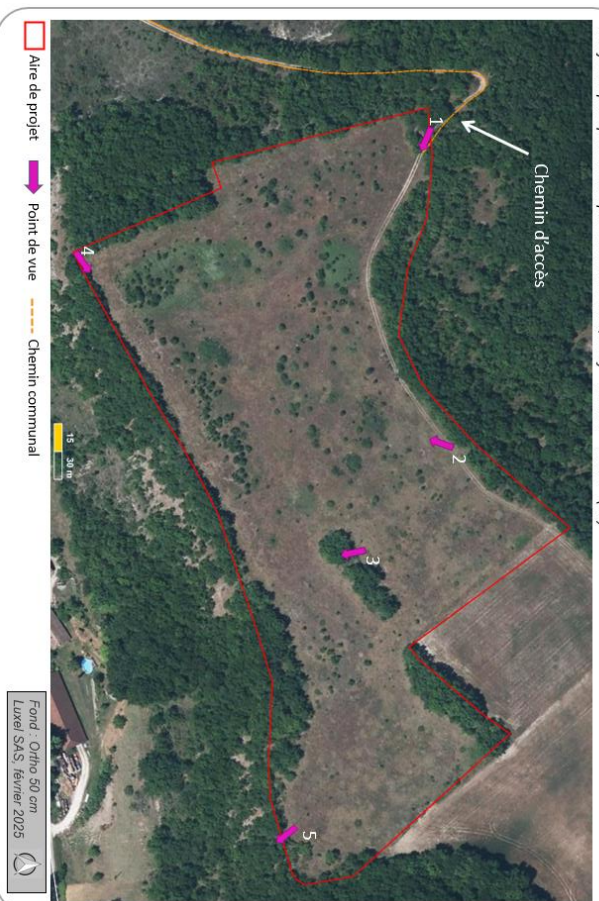 Chemin d'accès
1
2
3
4
5
15 30 m
Aire de projet
Point de vue
Chemin communal
Fond : Ortho 50 cm
Luxel SAS, février 2025